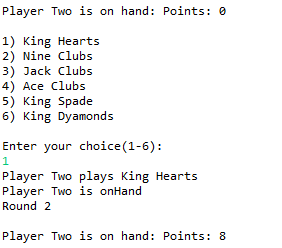 Player Two is on hand: Points: 0
1) King Hearts
2) Nine Clubs
3) Jack Clubs
4) Ace Clubs
5) King Spade
6) King Dyamonds
Enter your choice(1-6):
1
Player Two plays King Hearts
Player Two is onHand
Round 2
Player Two is on hand: Points: 8